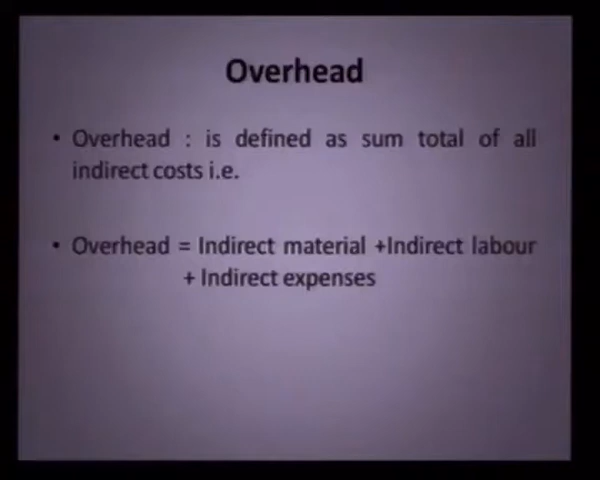 Overhead
• Overhead : is defined as sum total of all
indirect costs i.e.
• Overhead = Indirect material +Indirect labour
+ Indirect expenses